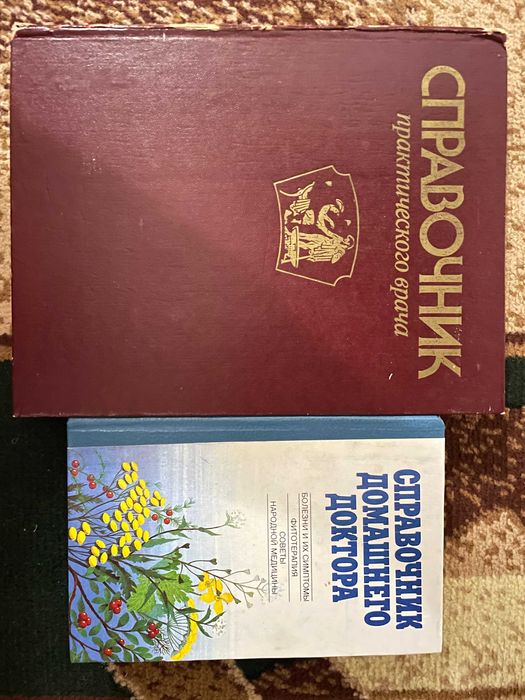 СПРАВОЧНИК
практического врача
СПРАВОЧНИК
ДОМАШНЕГО
ДОКТОРА
БОЛЕЗНИ И ИХ СИМПТОМЫ
ФИТОТЕРАПИЯ
СОВЕТЫ
НАРОДНОЙ МЕДИЦИНЫ